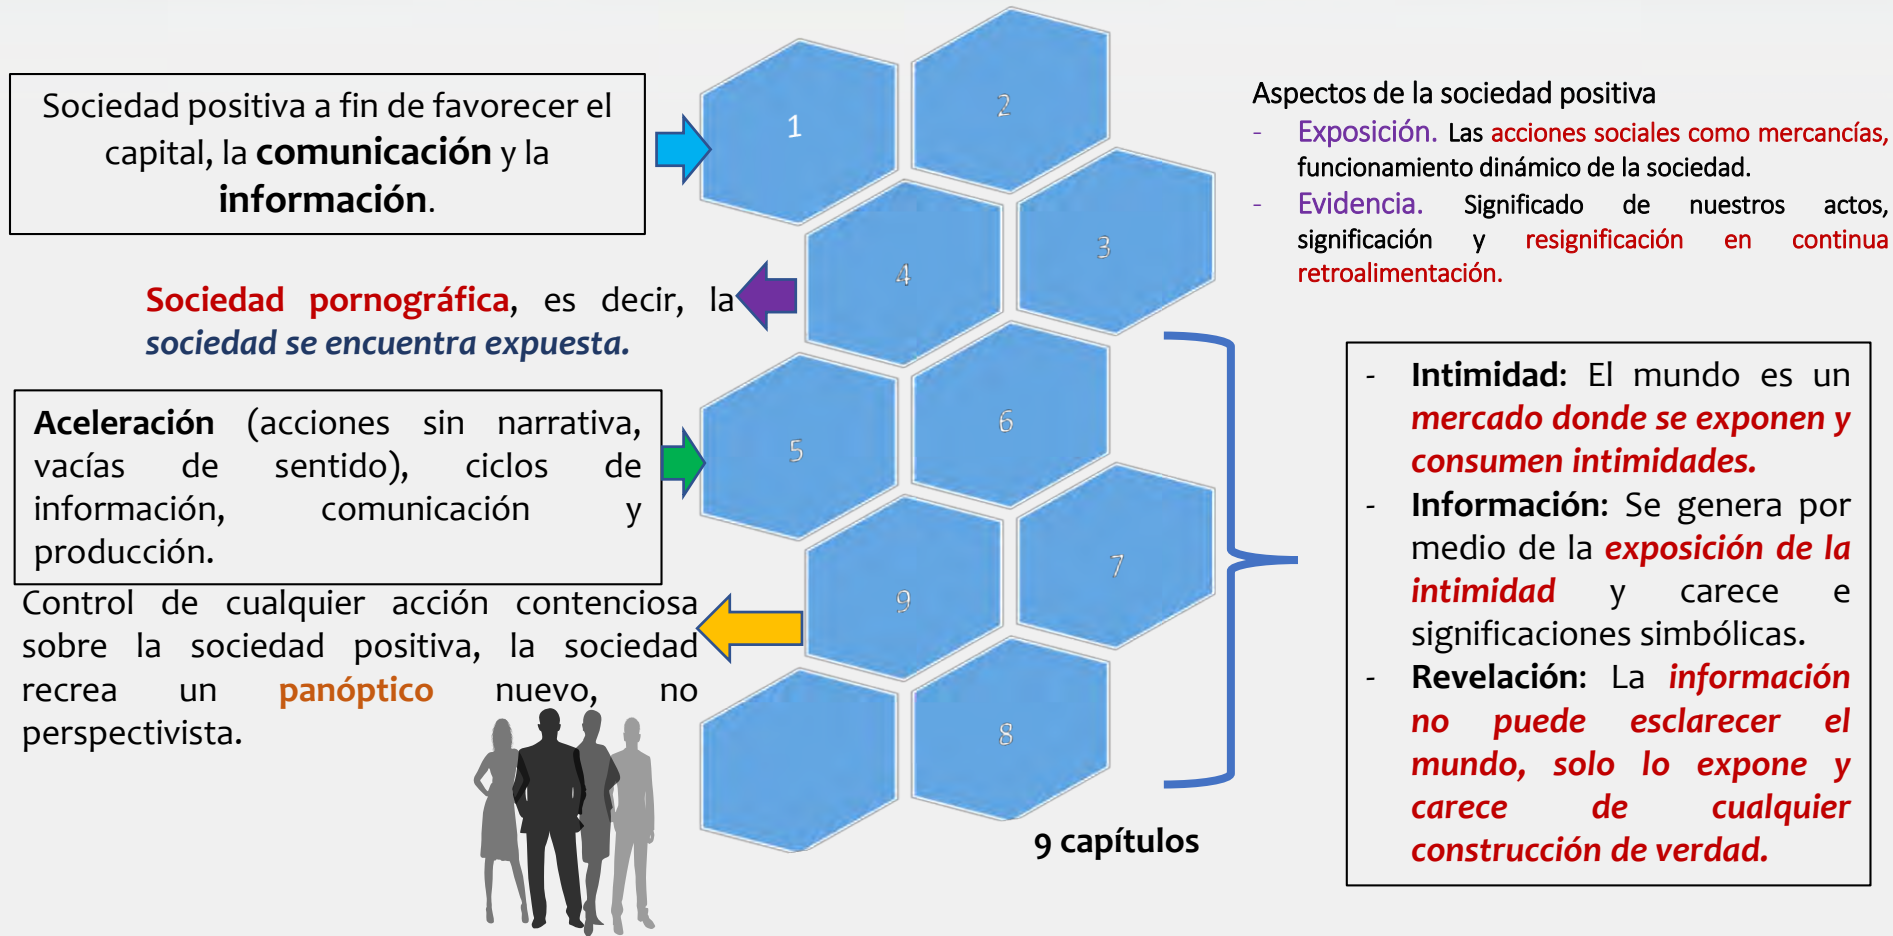 Sociedad positiva a fin de favorecer el
capital, la comunicación y la
información.
Sociedad pornográfica, es decir, la
sociedad se encuentra expuesta.
Aceleración (acciones sin narrativa,
vacías de sentido), ciclos de
información, comunicación y
producción.
Control de cualquier acción contenciosa
sobre la sociedad positiva, la sociedad
recrea un panóptico nuevo, no
perspectivista.
1
2
3
4
5
6
7
9
8
9 capítulos
Aspectos de la sociedad positiva
- Exposición. Las acciones sociales como mercancías,
funcionamiento dinámico de la sociedad.
- Evidencia. Significado de nuestros actos,
significación y resignificación en continua
retroalimentación.
- Intimidad: El mundo es un
mercado donde se exponen y
consumen intimidades.
- Información: Se genera por
medio de la exposición de la
intimidad y carece e
significaciones simbólicas.
- Revelación: La información
no puede esclarecer el
mundo, solo lo expone y
carece de cualquier
construcción de verdad.